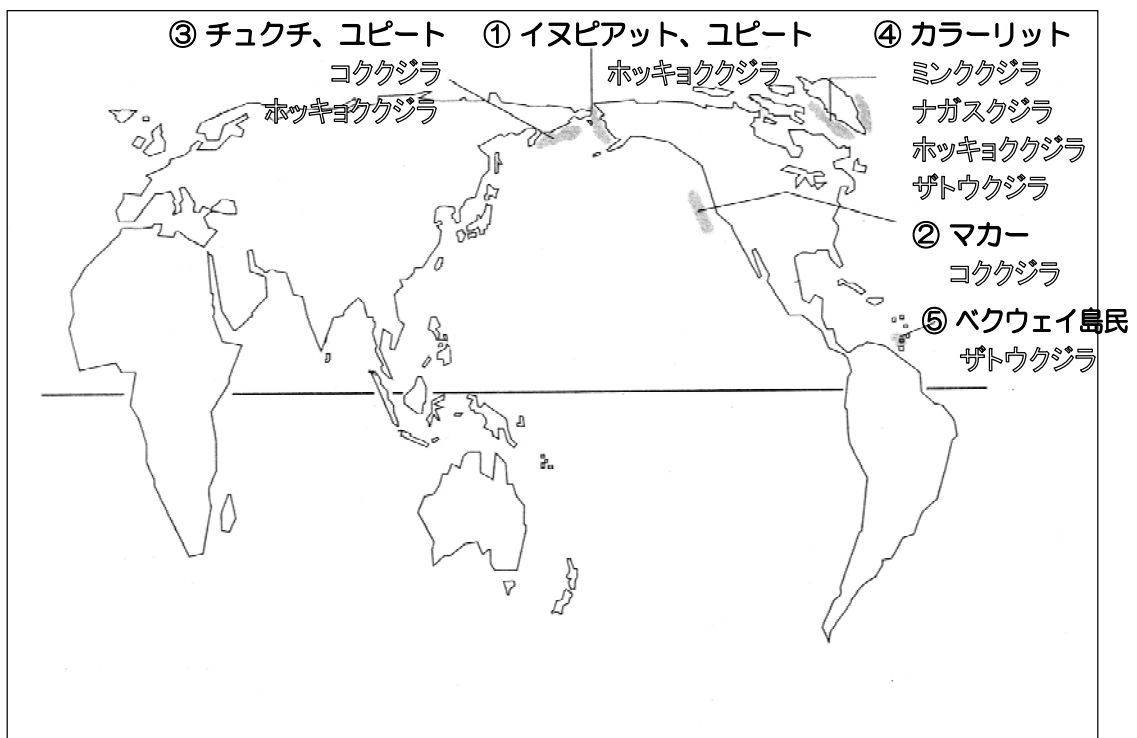 ③ チュクチ、ユピート
コククジラ
ホッキョククジラ
① イヌピアット、ユピート
ホッキョククジラ
④ カラーリット
ミンククジラ
ナガスクジラ
ホッキョククジラ
ザトウクジラ
② マカー
コククジラ
⑤ ベクウェイ島民
ザトウクジラ